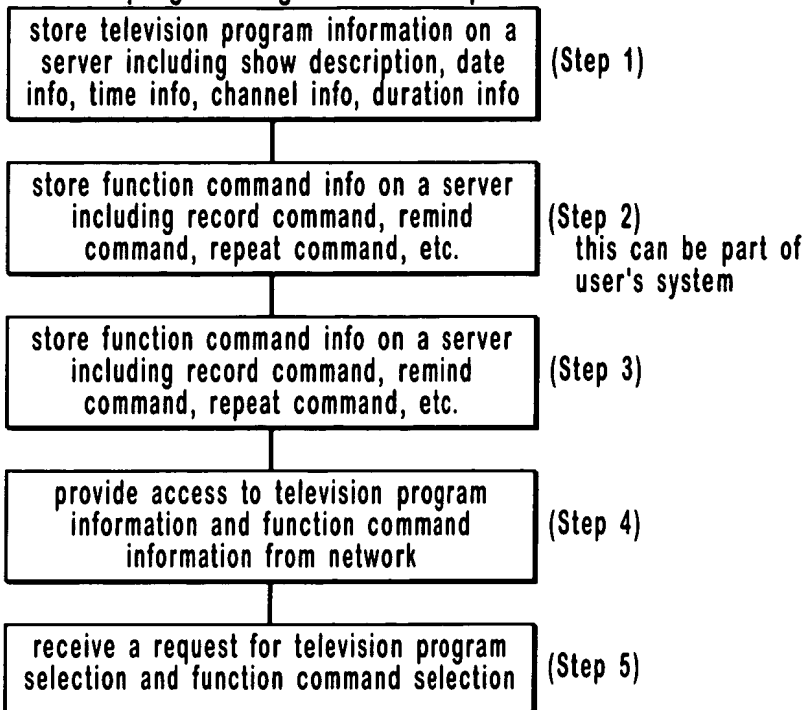 store television program information on a
server including show description, date
info, time info, channel info, duration info
(Step 1)
store function command info on a server
including record command, remind
command, repeat command, etc.
(Step 2)
this can be part of
user's system
store function command info on a server
including record command, remind
command, repeat command, etc.
(Step 3)
provide access to television program
information and function command
information from network
(Step 4)
receive a request for television program
selection and function command selection
(Step 5)